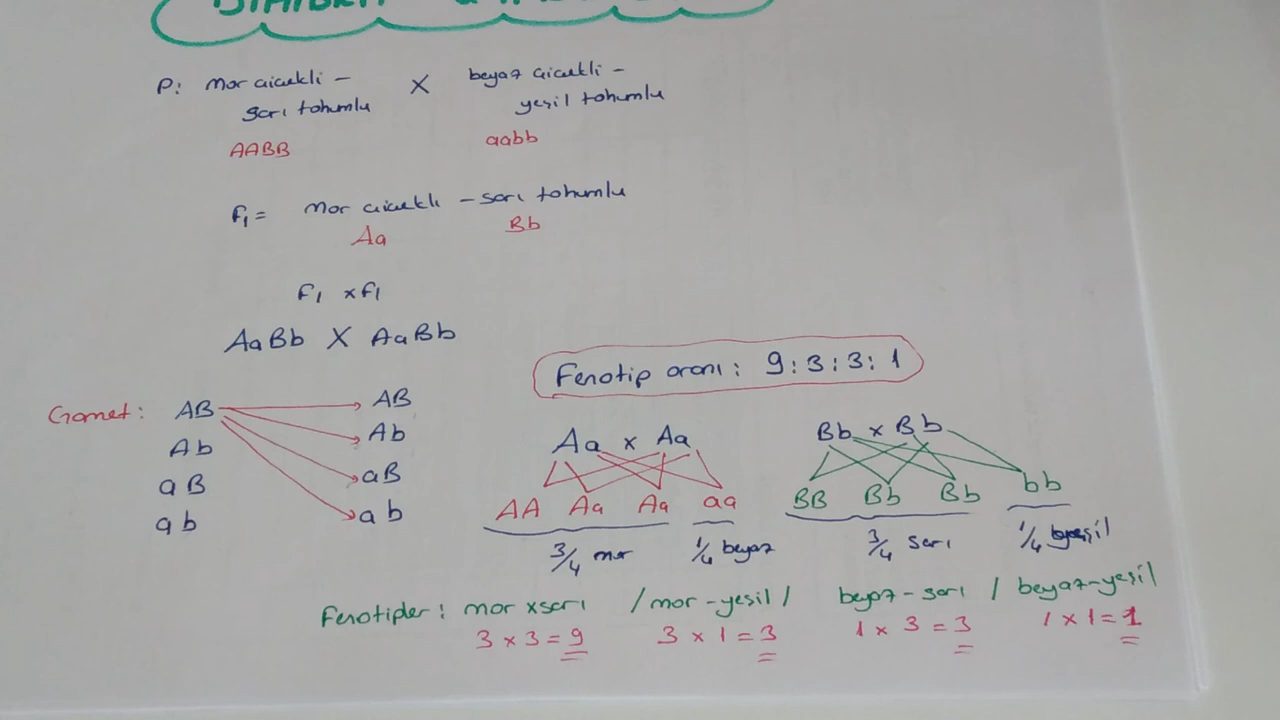 P: mor çiçekli - X beyaz çiçekli -
sarı tohumlu yeşil tohumlu
AABB aabb
F1 = mor çiçekli - sarı tohumlu
Aa Bb
F1 x F1
AaBb X AaBb
Fenotip oranı : 9:3:3:1
Gamet: AB AB
Ab Ab
aB aB
ab ab
Aa x Aa Bb x Bb
AA Aa Aa aa BB Bb Bb bb
3/4 mor 1/4 beyaz 3/4 sarı 1/4 yeşil
Fenotipler : mor x sarı / mor - yeşil / beyaz - sarı / beyaz - yeşil
3 x 3 = 9 3 x 1 = 3 1 x 3 = 3 1 x 1 = 1